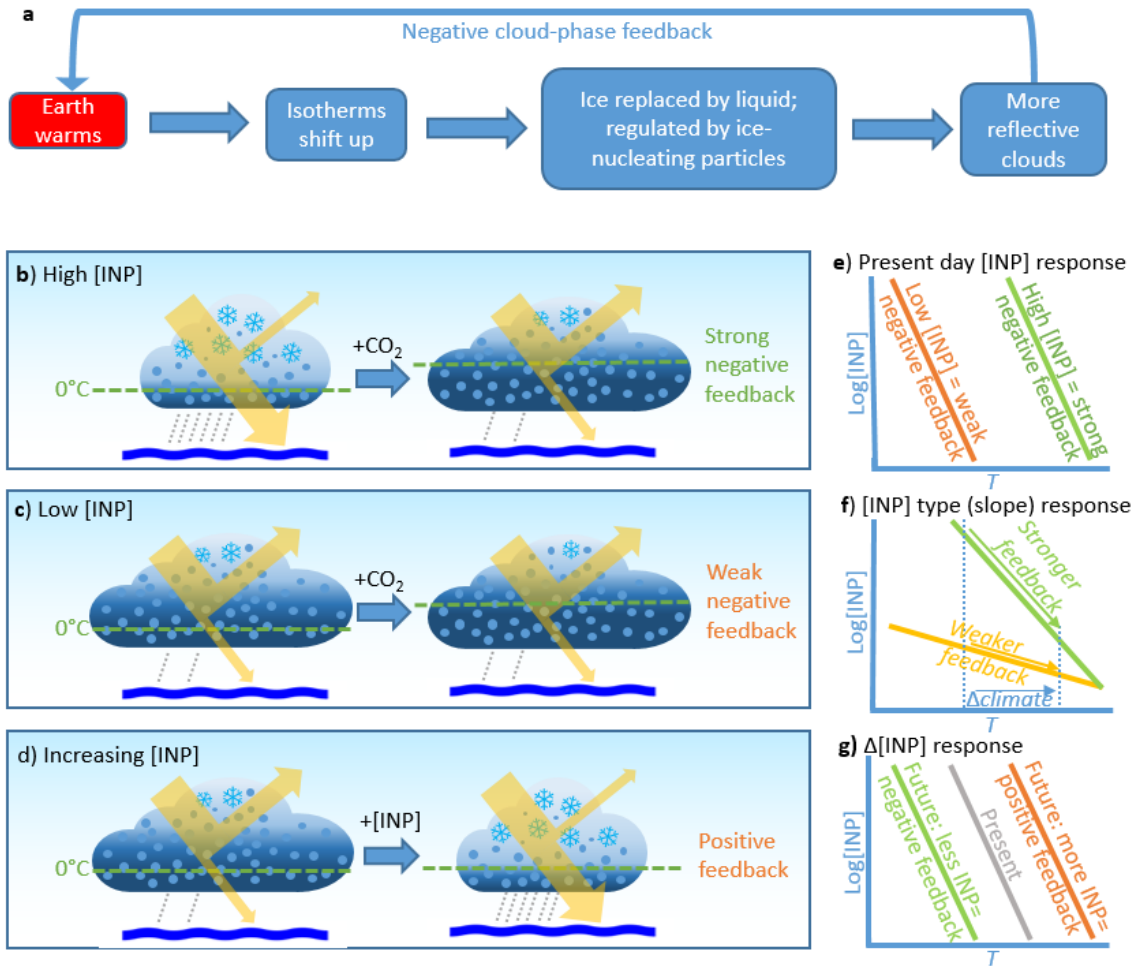 a
Negative cloud-phase feedback
Earth
warms
Isotherms
shift up
Ice replaced by liquid;
regulated by ice-
nucleating particles
More
reflective
clouds
b) High [INP]
0°C
+CO2
Strong
negative
feedback
c) Low [INP]
0°C
+CO2
Weak
negative
feedback
d) Increasing [INP]
0°C
+[INP]
Positive
feedback
e) Present day [INP] response
Log[INP]
Low [INP] = weak
negative feedback
High [INP] = strong
negative feedback
T
f) [INP] type (slope) response
Log[INP]
Stronger
feedback
Weaker
feedback
Δclimate
T
g) Δ[INP] response
Log[INP]
Future: less INP=
negative feedback
Present
Future: more INP=
positive feedback
T